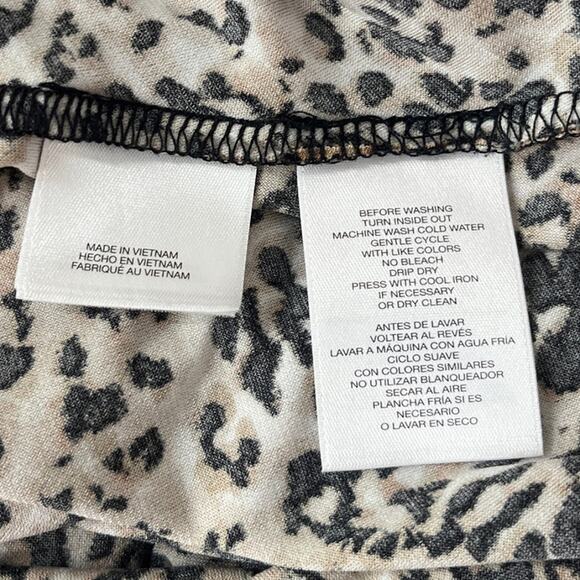 MADE IN VIETNAM
HECHO EN VIETNAM
FABRIQUÉ AU VIETNAM
BEFORE WASHING
TURN INSIDE OUT
MACHINE WASH COLD WATER
GENTLE CYCLE
WITH LIKE COLORS
NO BLEACH
DRIP DRY
PRESS WITH COOL IRON
IF NECESSARY
OR DRY CLEAN
ANTES DE LAVAR
VOLTEAR AL REVÉS
LAVAR A MÁQUINA CON AGUA FRÍA
CICLO SUAVE
CON COLORES SIMILARES
NO UTILIZAR BLANQUEADOR
SECAR AL AIRE
PLANCHA FRÍA SI ES
NECESARIO
O LAVAR EN SECO